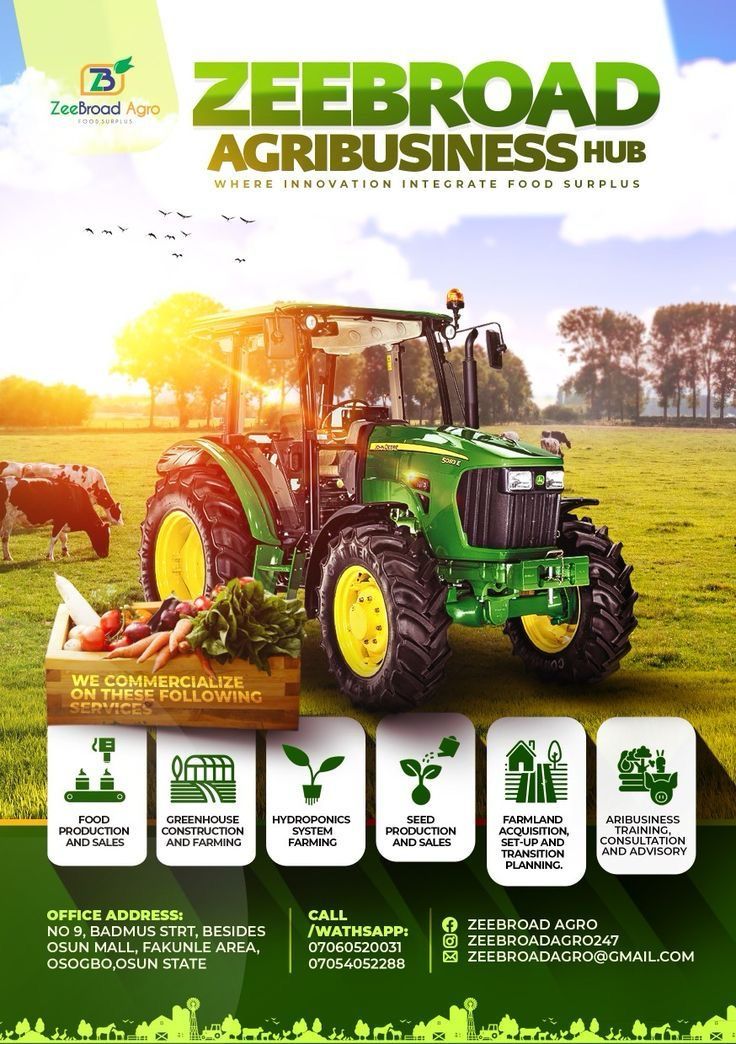 ZB
ZeeBroad Agro
FOOD SURPLUS
ZEEBROAD
AGRIBUSINESS HUB
WHERE INNOVATION INTEGRATE FOOD SURPLUS
JOHN DEERE
WE COMMERCIALIZE
ON THESE FOLLOWING
SERVICES
FOOD
PRODUCTION
AND SALES
GREENHOUSE
CONSTRUCTION
AND FARMING
HYDROPONICS
SYSTEM
FARMING
SEED
PRODUCTION
AND SALES
FARMLAND
ACQUISITION,
SET-UP AND
TRANSITION
PLANNING.
ARIBUSINESS
TRAINING,
CONSULTATION
AND ADVISORY
OFFICE ADDRESS:
NO 9, BADMUS STRT, BESIDES
OSUN MALL, FAKUNLE AREA,
OSOGBO,OSUN STATE
CALL
/WATHSAPP:
07060520031
07054052288
ZEEBROAD AGRO
ZEEBROADAGRO247
ZEEBROADAGRO@GMAIL.COM